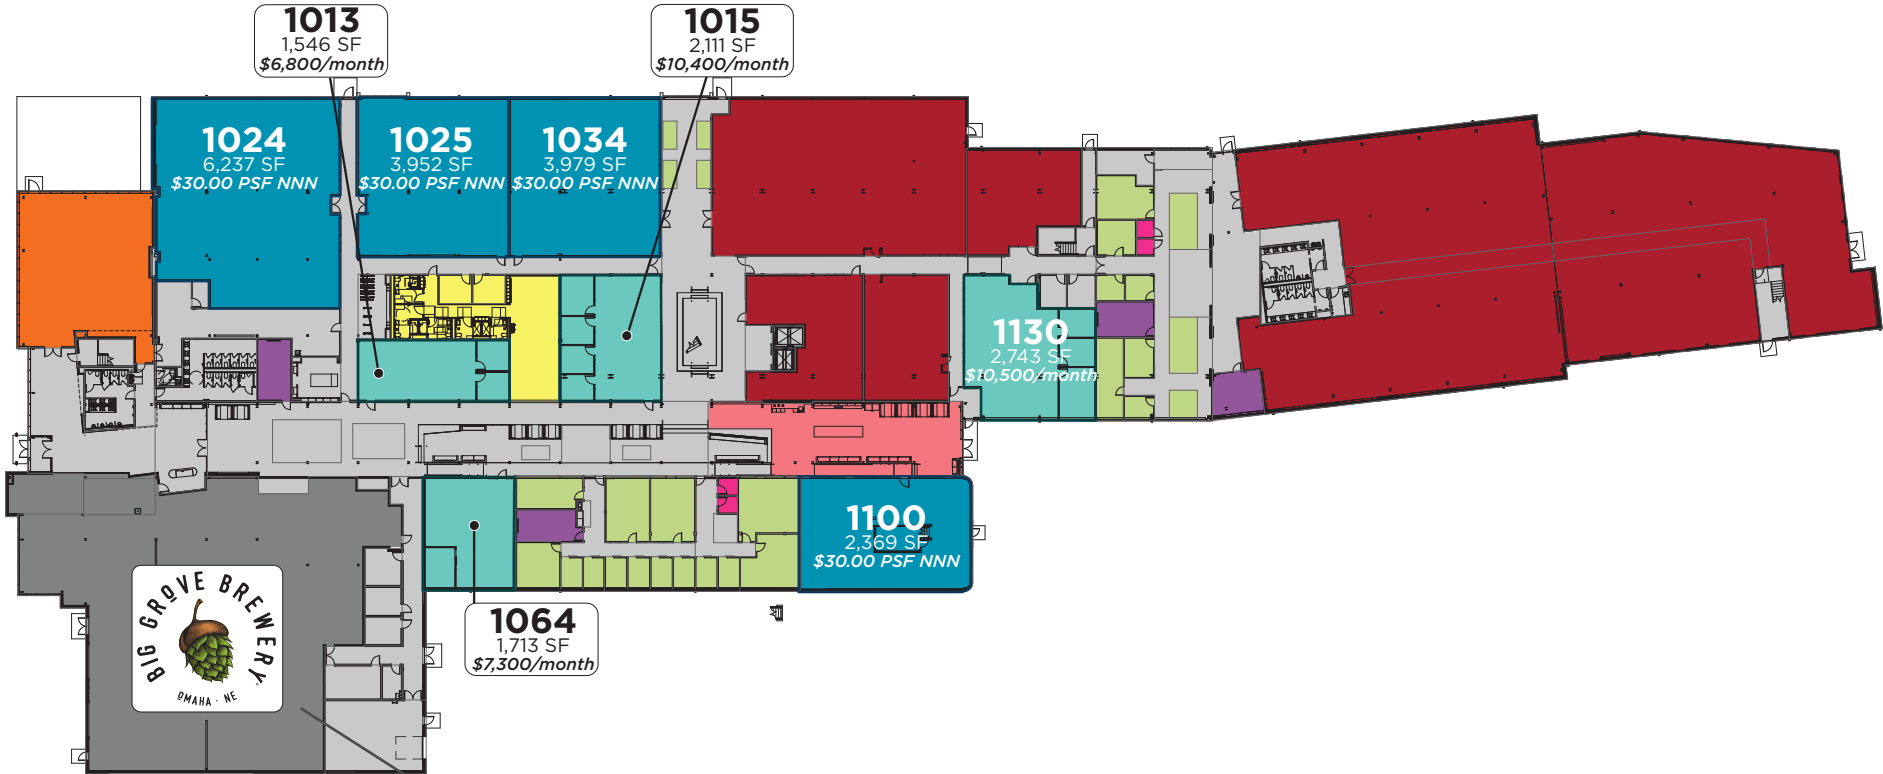 1013
1,546 SF
$6,800/month
1015
2,111 SF
$10,400/month
1024
6,237 SF
$30.00 PSF NNN
1025
3,952 SF
$30.00 PSF NNN
1034
3,979 SF
$30.00 PSF NNN
1130
2,743 SF
$10,500/month
1100
2,369 SF
$30.00 PSF NNN
1064
1,713 SF
$7,300/month
BIG GROVE BREWERY
OMAHA · NE